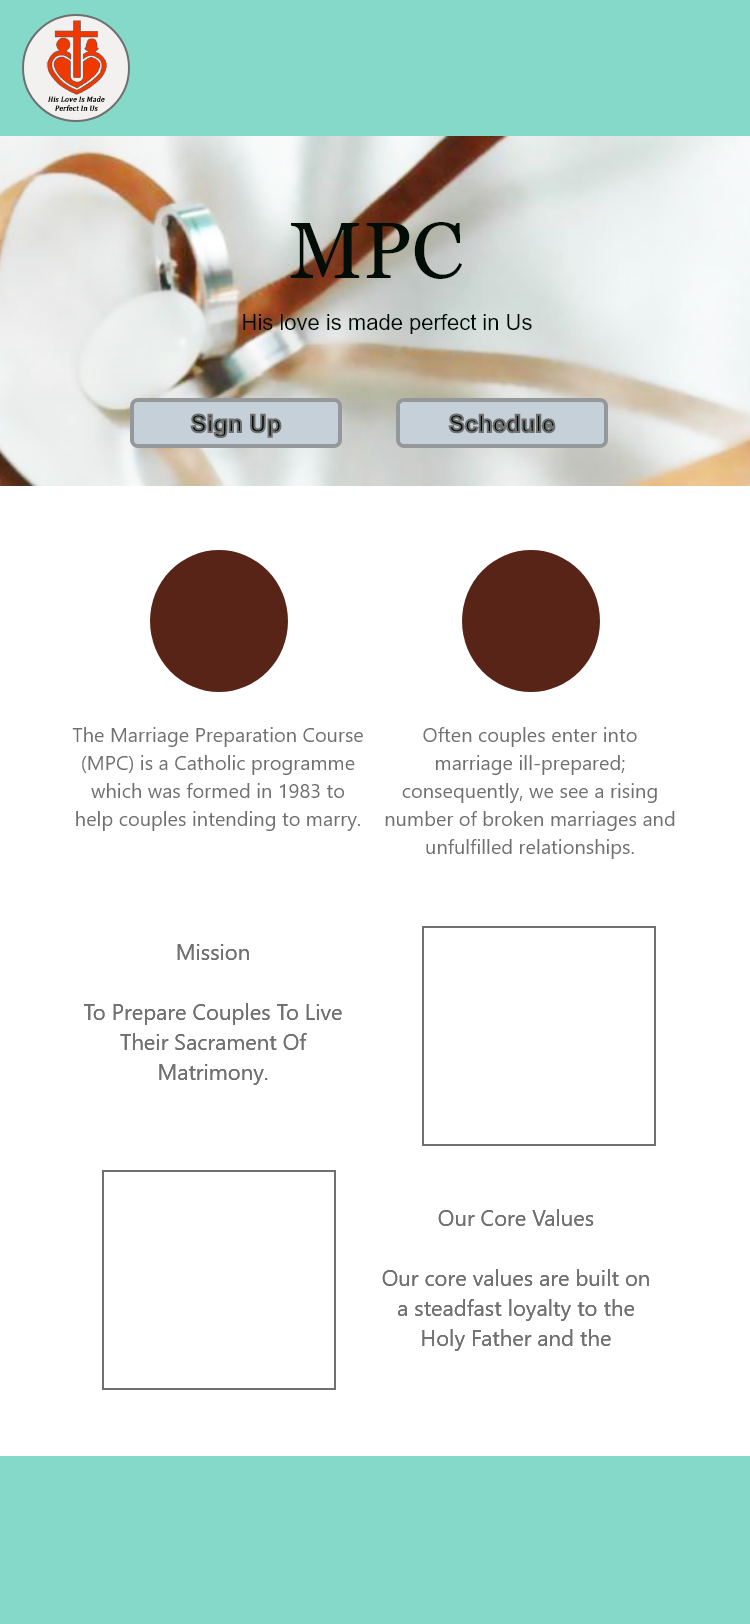 His Love Is Made
Perfect In Us
MPC
His love is made perfect in Us
Sign Up
Schedule
The Marriage Preparation Course
(MPC) is a Catholic programme
which was formed in 1983 to
help couples intending to marry.
Often couples enter into
marriage ill-prepared;
consequently, we see a rising
number of broken marriages and
unfulfilled relationships.
Mission
To Prepare Couples To Live
Their Sacrament Of
Matrimony.
Our Core Values
Our core values are built on
a steadfast loyalty to the
Holy Father and the